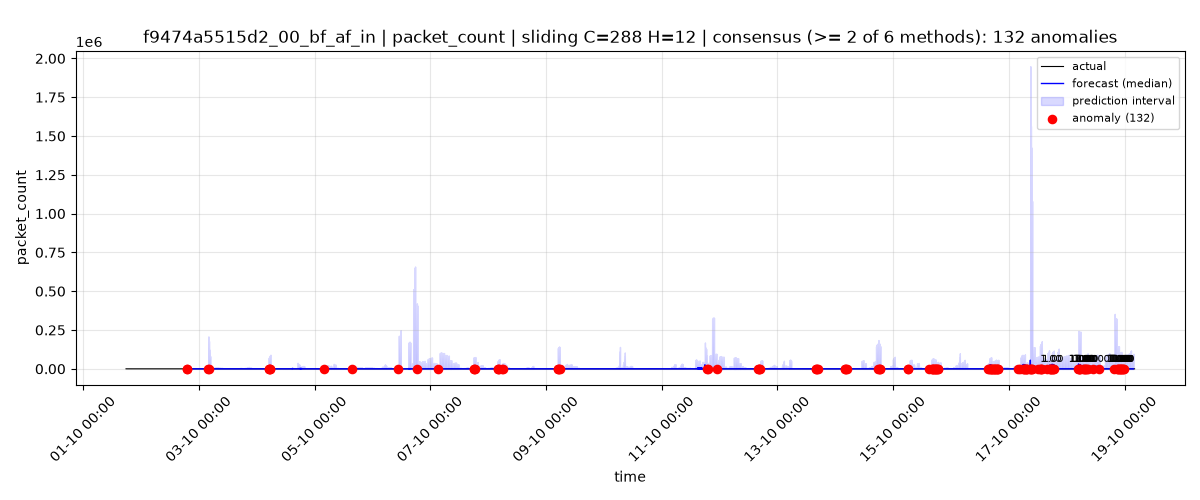 f9474a5515d2_00_bf_af_in | packet_count | sliding C=288 H=12 | consensus (>= 2 of 6 methods): 132 anomalies
1e6
2.00
1.75
1.50
1.25
1.00
0.75
0.50
0.25
0.00
packet_count
actual
forecast (median)
prediction interval
anomaly (132)
01-10 00:00
03-10 00:00
05-10 00:00
07-10 00:00
09-10 00:00
11-10 00:00
13-10 00:00
15-10 00:00
17-10 00:00
19-10 00:00
time